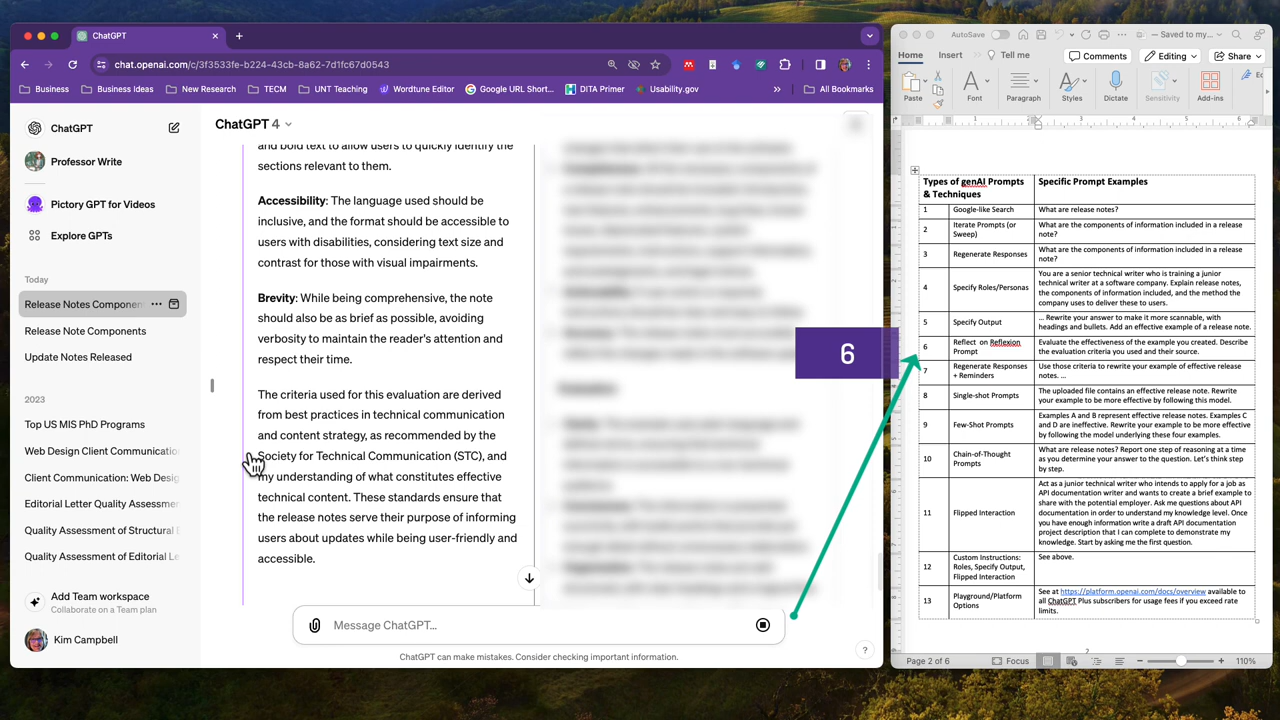 ChatGPT
chat.openai.com/c/5f0d33fe-b224-43cb-8a62-7d1fc67d0543
Business
Business Ideas
New Research
TECM
UNT Teaching
Wordtune Editor
Google URL Short...
HITA Primer
Usability.gov
»
All Bookmarks
ChatGPT
Professor Write
Pictory GPT for Videos
Explore GPTs
Today
Release Notes Componen
Release Note Components
Update Notes Released
2023
Top US MIS PhD Programs
Web Design Client Communicatio
Client Communication: Web Desig
Editorial Letter Quality Assessmen
Quality Assessment of Structural E
Quality Assessment of Editorial Le
Add Team workspace
Collaborate on a Team plan
Kim Campbell
ChatGPT 4
and bold text to allow users to quickly identify the
sections relevant to them.
Accessibility: The language used should be
inclusive, and the format should be accessible to
users with disabilities, considering text size and
contrast for those with visual impairments.
Brevity: While being comprehensive, the note
should also be as brief as possible, avoiding
verbosity to maintain the reader's attention and
respect their time.
The criteria used for this evaluation are derived
from best practices in technical communication
and content strategy, as recommended by the
Society for Technical Communication (STC), and
my understanding of what constitutes effective
technical content. These standards ensure that
the release notes serve their purpose of informing
users about updates while being user-friendly and
accessible.
Message ChatGPT...
ChatGPT can make mistakes. Consider checking important information.
?
6
AutoSave
— Saved to my...
Home
Insert
Tell me
Comments
Editing
Share
Paste
Font
Paragraph
Styles
Dictate
Sensitivity
Add-ins
Types of genAI Prompts & Techniques
Specific Prompt Examples
1 Google-like Search What are release notes?
2 Iterate Prompts (or Sweep) What are the components of information included in a release note?
3 Regenerate Responses What are the components of information included in a release note?
4 Specify Roles/Personas You are a senior technical writer who is training a junior technical writer at a software company. Explain release notes, the components of information included, and the method the company uses to deliver these to users.
5 Specify Output ... Rewrite your answer to make it more scannable, with headings and bullets. Add an effective example of a release note.
6 Reflect on Reflexion Prompt Evaluate the effectiveness of the example you created. Describe the evaluation criteria you used and their source.
7 Regenerate Responses + Reminders Use those criteria to rewrite your example of effective release notes. ...
8 Single-shot Prompts The uploaded file contains an effective release note. Rewrite your example to be more effective by following this model.
9 Few-Shot Prompts Examples A and B represent effective release notes. Examples C and D are ineffective. Rewrite your example to be more effective by following the model underlying these four examples.
10 Chain-of-Thought Prompts What are release notes? Report one step of reasoning at a time as you determine your answer to the question. Let's think step by step.
11 Flipped Interaction Act as a junior technical writer who intends to apply for a job as API documentation writer and wants to create a brief example to share with the potential employer. Ask me questions about API documentation in order to understand my knowledge level. Once you have enough information write a draft API documentation project description that I can complete to demonstrate my knowledge. Start by asking me the first question.
12 Custom Instructions: Roles, Specify Output, Flipped Interaction See above.
13 Playground/Platform Options See at https://platform.openai.com/docs/overview available to all ChatGPT Plus subscribers for usage fees if you exceed rate limits.
Page 2 of 6
Focus
110%